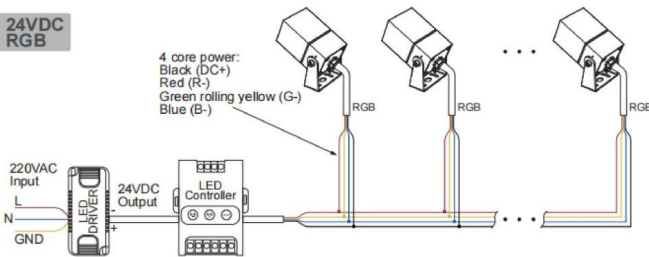 24VDC
RGB
4 core power:
Black (DC+)
Red (R-)
Green rolling yellow (G-)
Blue (B-)
RGB
RGB
RGB
220VAC
Input
L
N
GND
LED
DRIVER
-
+
24VDC
Output
LED
Controller